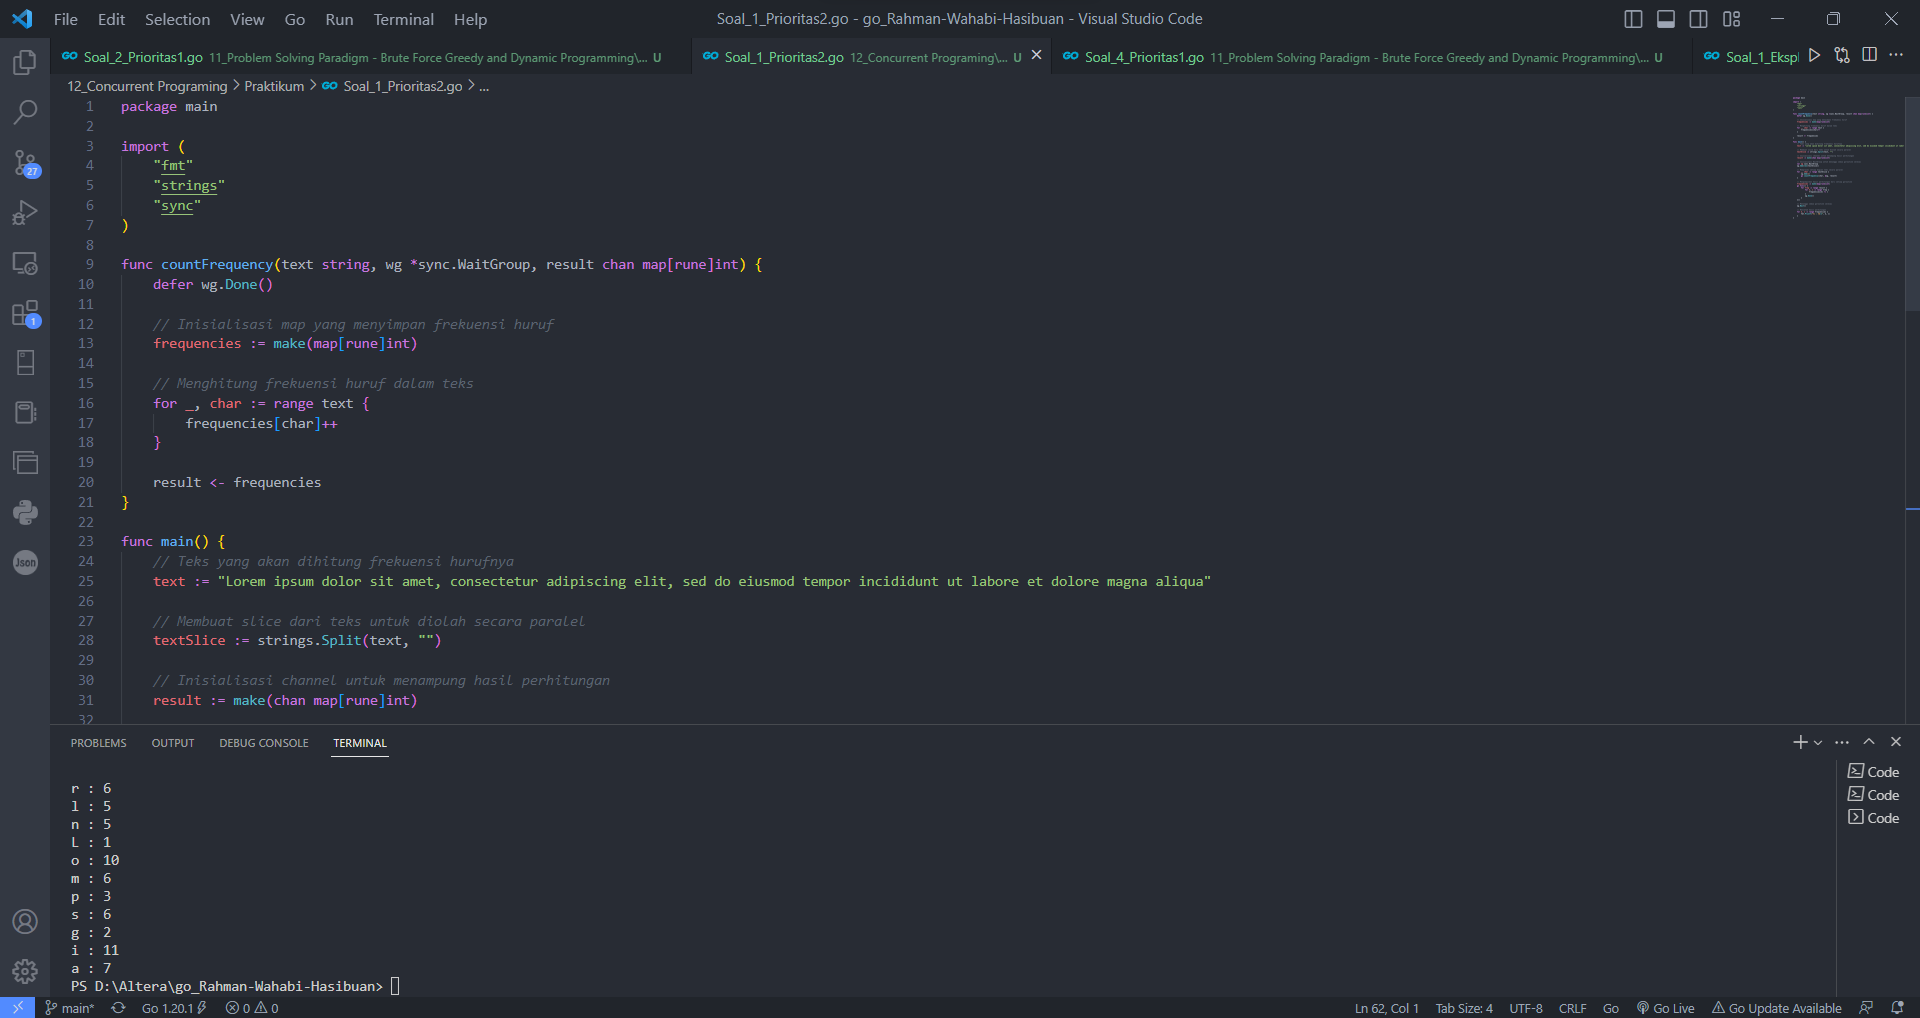 File Edit Selection View Go Run Terminal Help
Soal_1_Prioritas2.go - go_Rahman-Wahabi-Hasibuan - Visual Studio Code
Soal_2_Prioritas1.go 11_Problem Solving Paradigm - Brute Force Greedy and Dynamic Programming\... U
Soal_1_Prioritas2.go 12_Concurrent Programing\... U
Soal_4_Prioritas1.go 11_Problem Solving Paradigm - Brute Force Greedy and Dynamic Programming\... U
Soal_1_Ekspl
12_Concurrent Programing > Praktikum > Soal_1_Prioritas2.go > ...
1 package main
2
3 import (
4 "fmt"
5 "strings"
6 "sync"
7 )
8
9 func countFrequency(text string, wg *sync.WaitGroup, result chan map[rune]int) {
10 defer wg.Done()
11
12 // Inisialisasi map yang menyimpan frekuensi huruf
13 frequencies := make(map[rune]int)
14
15 // Menghitung frekuensi huruf dalam teks
16 for _, char := range text {
17 frequencies[char]++
18 }
19
20 result <- frequencies
21 }
22
23 func main() {
24 // Teks yang akan dihitung frekuensi hurufnya
25 text := "Lorem ipsum dolor sit amet, consectetur adipiscing elit, sed do eiusmod tempor incididunt ut labore et dolore magna aliqua"
26
27 // Membuat slice dari teks untuk diolah secara paralel
28 textSlice := strings.Split(text, "")
29
30 // Inisialisasi channel untuk menampung hasil perhitungan
31 result := make(chan map[rune]int)
32
27
1
Json
PROBLEMS OUTPUT DEBUG CONSOLE TERMINAL
r : 6
l : 5
n : 5
L : 1
o : 10
m : 6
p : 3
s : 6
g : 2
i : 11
a : 7
PS D:\Altera\go_Rahman-Wahabi-Hasibuan>
Code
Code
Code
main* Go 1.20.1 0 0 Ln 62, Col 1 Tab Size: 4 UTF-8 CRLF Go Go Live Go Update Available